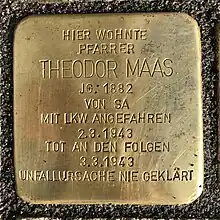 HIER WOHNTE
PFARRER
THEODOR MAAS
JG. 1882
VON SA
MIT LKW ANGEFAHREN
2.3.1943
TOT AN DEN FOLGEN
3.3.1943
UNFALLURSACHE NIE GEKLÄRT